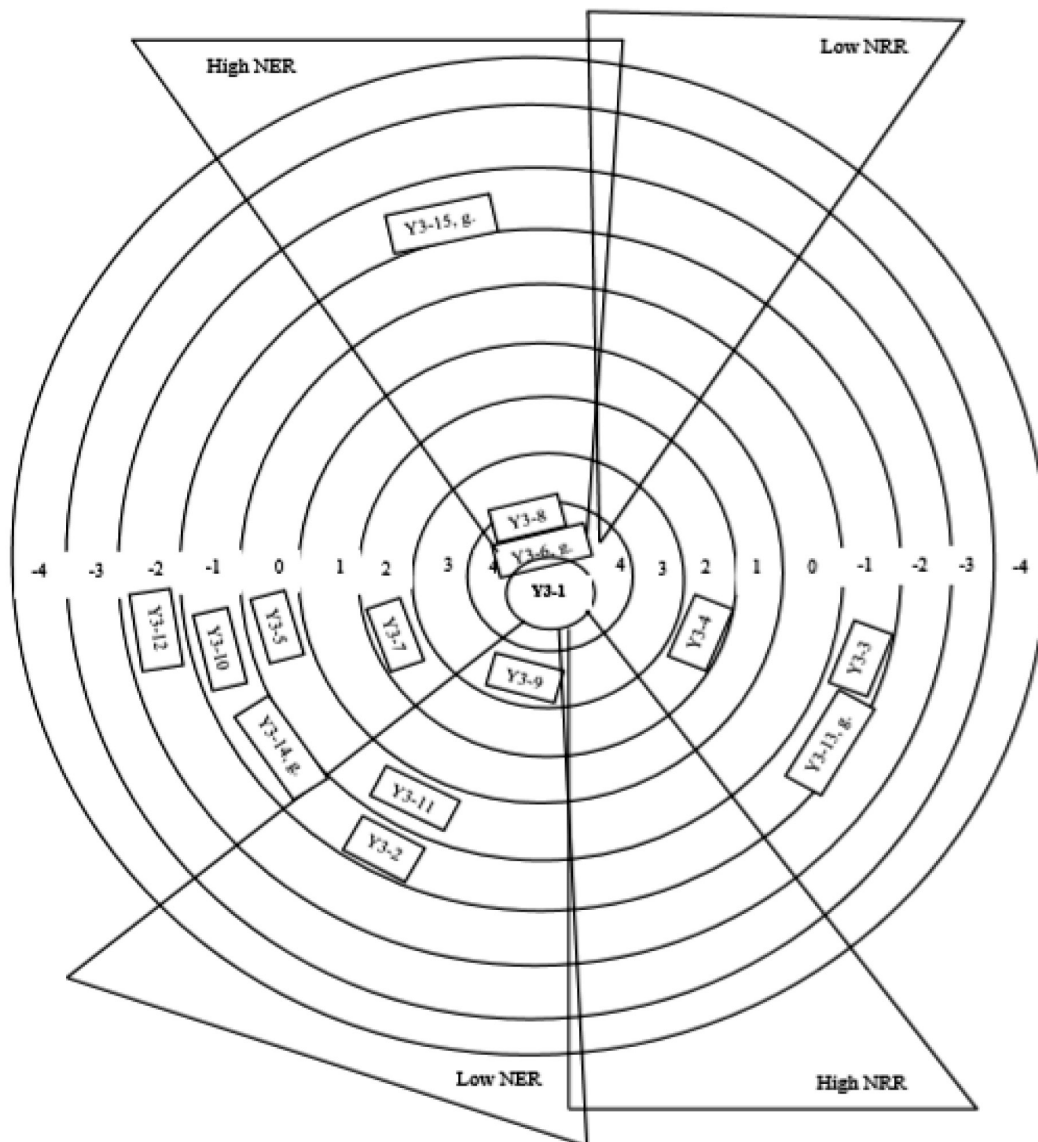 Low NRR
High NER
Y3-15, g.
Y3-8
Y3-6, g.
-4 -3 -2 -1 0 1 2 3 4 4 3 2 1 0 -1 -2 -3 -4
Y3-1
Y3-12
Y3-10
Y3-5
Y3-7
Y3-4
Y3-3
Y3-9
Y3-14, g.
Y3-13, g.
Y3-11
Y3-2
Low NER
High NRR